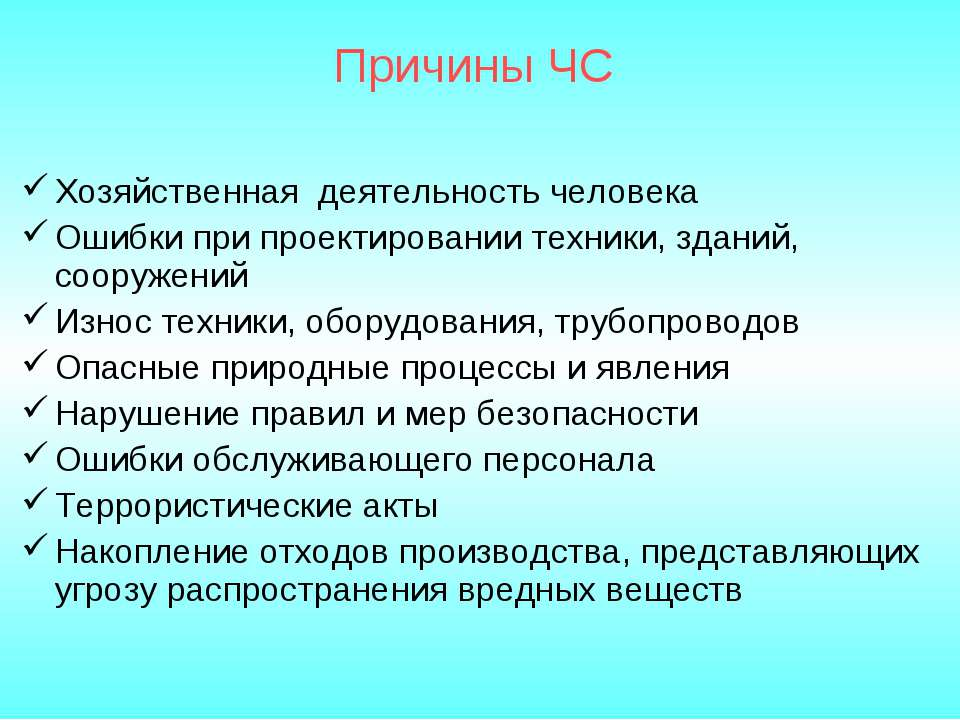 Причины ЧС
✓ Хозяйственная  деятельность человека
✓ Ошибки при проектировании техники, зданий,
сооружений
✓ Износ техники, оборудования, трубопроводов
✓ Опасные природные процессы и явления
✓ Нарушение правил и мер безопасности
✓ Ошибки обслуживающего персонала
✓ Террористические акты
✓ Накопление отходов производства, представляющих
угрозу распространения вредных веществ